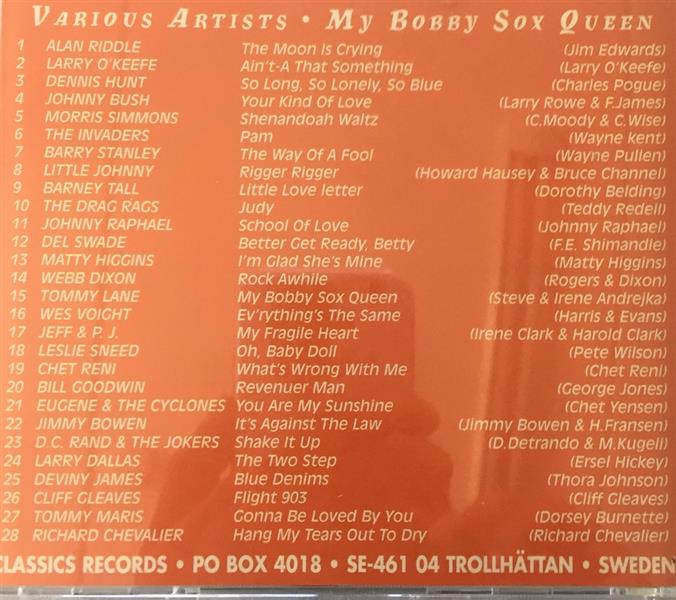 VARIOUS ARTISTS • MY BOBBY SOX QUEEN
1 ALAN RIDDLE The Moon Is Crying (Jim Edwards)
2 LARRY O'KEEFE Ain't-A That Something (Larry O'Keefe)
3 DENNIS HUNT So Long, So Lonely, So Blue (Charles Pogue)
4 JOHNNY BUSH Your Kind Of Love (Larry Rowe & F.James)
5 MORRIS SIMMONS Shenandoah Waltz (C.Moody & C.Wise)
6 THE INVADERS Pam (Wayne kent)
7 BARRY STANLEY The Way Of A Fool (Wayne Pullen)
8 LITTLE JOHNNY Rigger Rigger (Howard Hausey & Bruce Channel)
9 BARNEY TALL Little Love letter (Dorothy Belding)
10 THE DRAG RAGS Judy (Teddy Redell)
11 JOHNNY RAPHAEL School Of Love (Johnny Raphael)
12 DEL SWADE Better Get Ready, Betty (F.E. Shimandle)
13 MATTY HIGGINS I'm Glad She's Mine (Matty Higgins)
14 WEBB DIXON Rock Awhile (Rogers & Dixon)
15 TOMMY LANE My Bobby Sox Queen (Steve & Irene Andrejka)
16 WES VOIGHT Ev'rything's The Same (Harris & Evans)
17 JEFF & P. J. My Fragile Heart (Irene Clark & Harold Clark)
18 LESLIE SNEED Oh, Baby Doll (Pete Wilson)
19 CHET RENI What's Wrong With Me (Chet Reni)
20 BILL GOODWIN Revenuer Man (George Jones)
21 EUGENE & THE CYCLONES You Are My Sunshine (Chet Yensen)
22 JIMMY BOWEN It's Against The Law (Jimmy Bowen & H.Fransen)
23 D.C. RAND & THE JOKERS Shake It Up (D.Detrando & M.Kugell)
24 LARRY DALLAS The Two Step (Ersel Hickey)
25 DEVINY JAMES Blue Denims (Thora Johnson)
26 CLIFF GLEAVES Flight 903 (Cliff Gleaves)
27 TOMMY MARIS Gonna Be Loved By You (Dorsey Burnette)
28 RICHARD CHEVALIER Hang My Tears Out To Dry (Richard Chevalier)
CLASSICS RECORDS • PO BOX 4018 • SE-461 04 TROLLHÄTTAN • SWEDEN